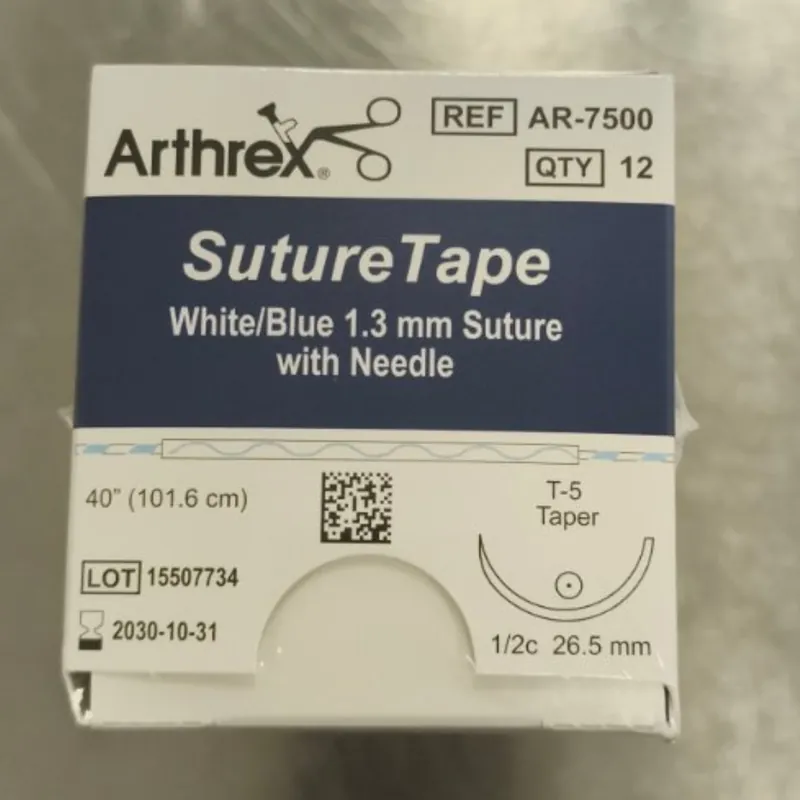 Arthrex®
REF AR-7500
QTY 12
SutureTape
White/Blue 1.3 mm Suture
with Needle
40” (101.6 cm)
T-5
Taper
LOT 15507734
2030-10-31
1/2c 26.5 mm